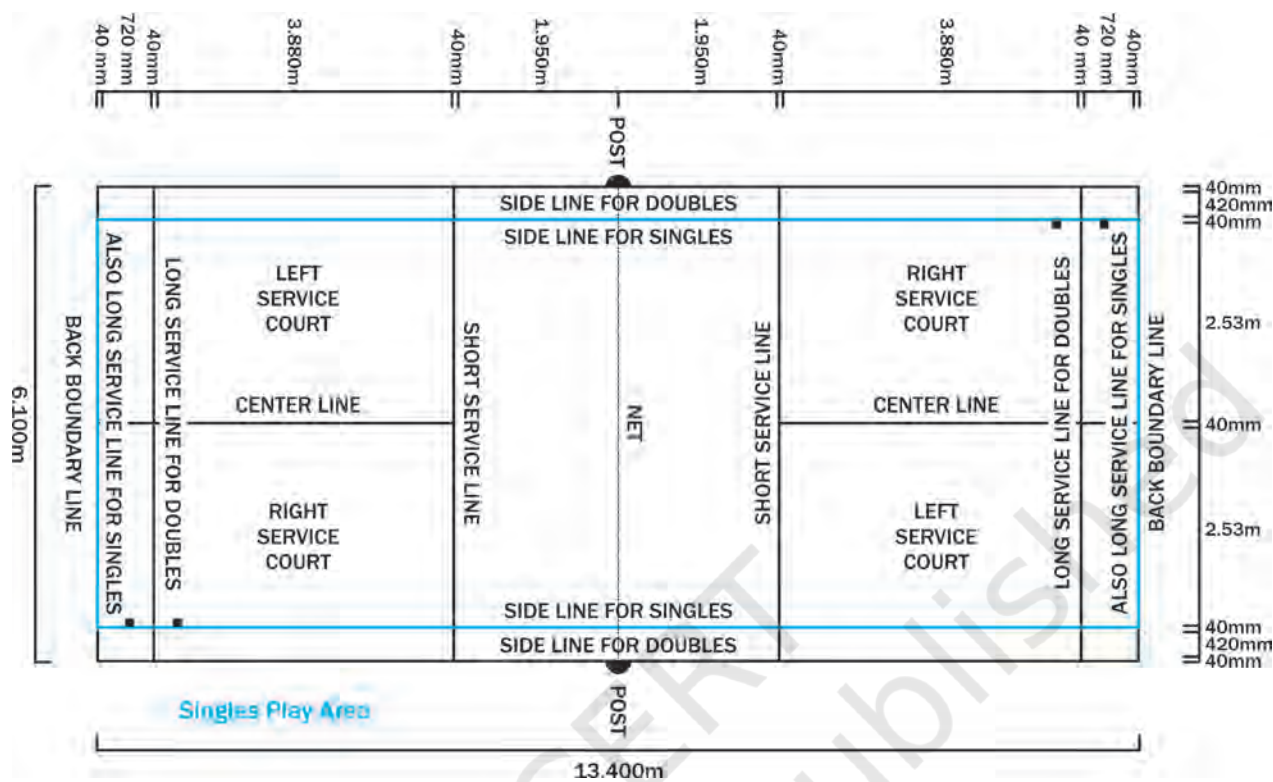 40 mm
720 mm
40mm
3.880m
40mm
1.950m
1.950m
40mm
3.880m
40 mm
720 mm
40mm
POST
SIDE LINE FOR DOUBLES
SIDE LINE FOR SINGLES
40mm
420mm
40mm
6.100m
BACK BOUNDARY LINE
ALSO LONG SERVICE LINE FOR SINGLES
LONG SERVICE LINE FOR DOUBLES
LEFT
SERVICE
COURT
SHORT SERVICE LINE
NET
SHORT SERVICE LINE
RIGHT
SERVICE
COURT
LONG SERVICE LINE FOR DOUBLES
ALSO LONG SERVICE LINE FOR SINGLES
BACK BOUNDARY LINE
2.53m
CENTER LINE
CENTER LINE
40mm
RIGHT
SERVICE
COURT
LEFT
SERVICE
COURT
2.53m
SIDE LINE FOR SINGLES
SIDE LINE FOR DOUBLES
40mm
420mm
40mm
Singles Play Area
POST
13.400m